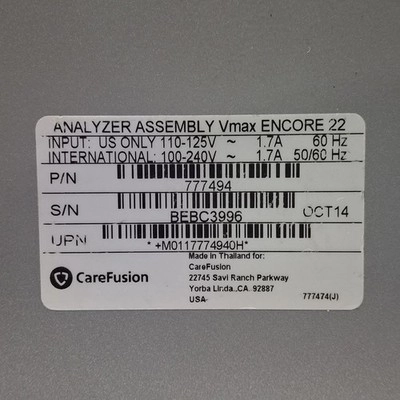 ANALYZER ASSEMBLY Vmax ENCORE 22
INPUT: US ONLY 110-125V ~ 1.7A 60 Hz
INTERNATIONAL: 100-240V ~ 1.7A 50/60 Hz
P/N
777494
S/N
BEBC3996
OCT14
UPN
* +M0117774940H*
CareFusion
Made in Thailand for:
CareFusion
22745 Savi Ranch Parkway
Yorba Linda., CA. 92887
USA
777474(J)